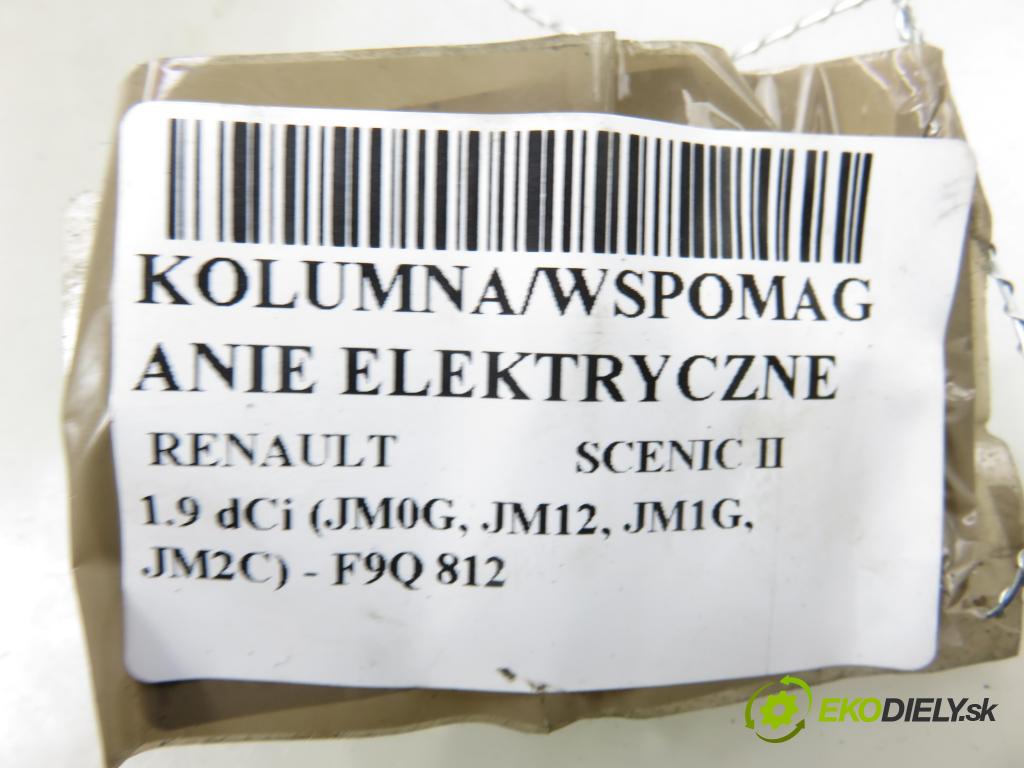 KOLUMNA/WSPOMAG
ANIE ELEKTRYCZNE
RENAULT SCENIC II
1.9 dCi (JM0G, JM12, JM1G,
JM2C) - F9Q 812
EKODIELY.sk